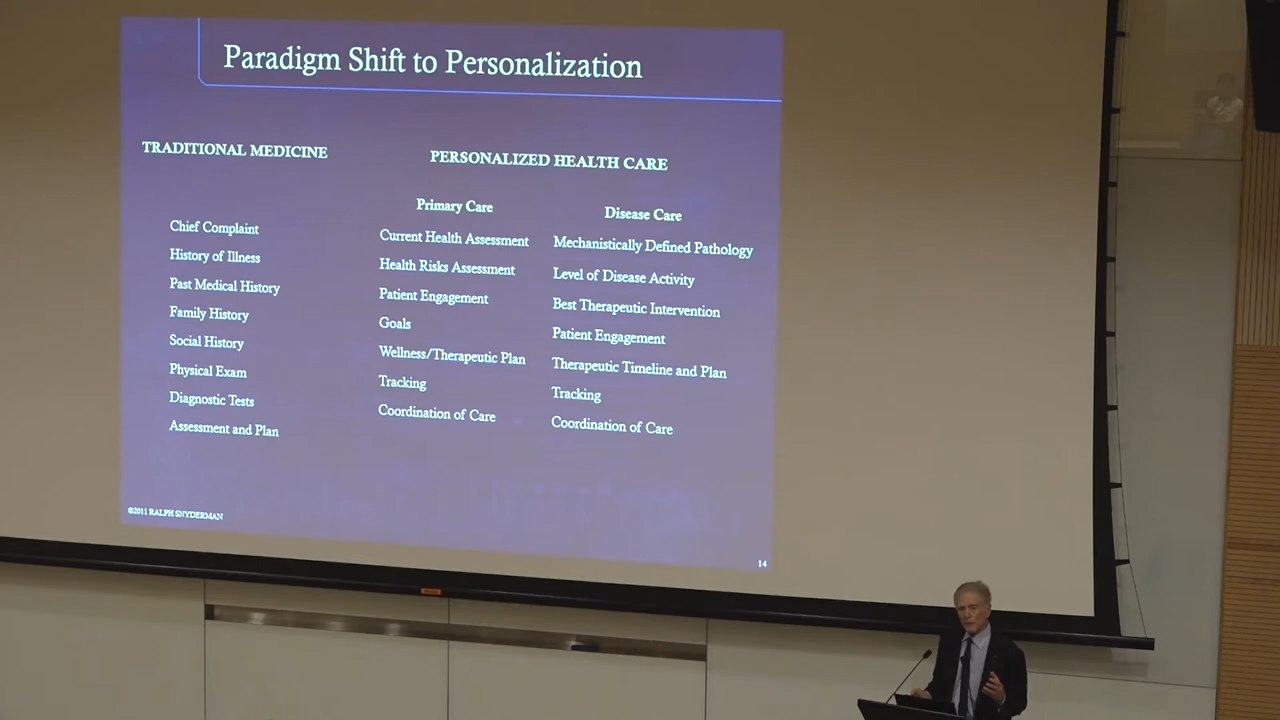 Paradigm Shift to Personalization
TRADITIONAL MEDICINE
Chief Complaint
History of Illness
Past Medical History
Family History
Social History
Physical Exam
Diagnostic Tests
Assessment and Plan
PERSONALIZED HEALTH CARE
Primary Care
Current Health Assessment
Health Risks Assessment
Patient Engagement
Goals
Wellness/Therapeutic Plan
Tracking
Coordination of Care
Disease Care
Mechanistically Defined Pathology
Level of Disease Activity
Best Therapeutic Intervention
Patient Engagement
Therapeutic Timeline and Plan
Tracking
Coordination of Care
©2011 RALPH SNYDERMAN
14